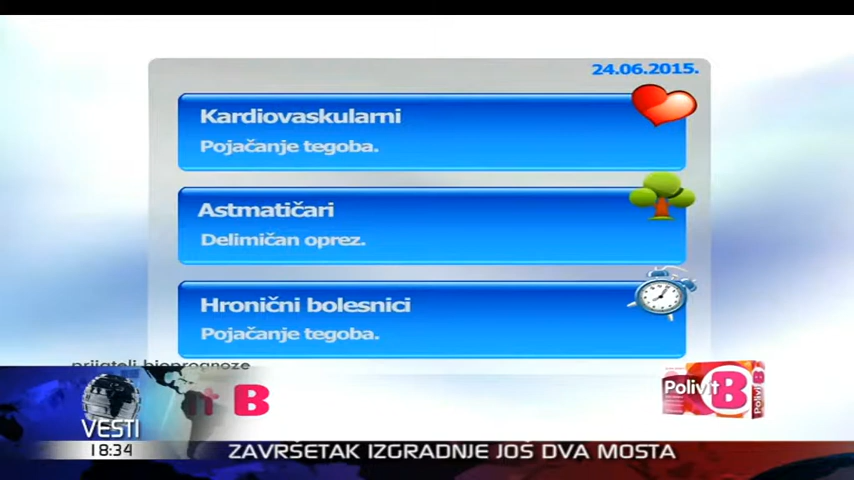 24.06.2015.
Kardiovaskularni
Pojačanje tegoba.
Astmatičari
Delimičan oprez.
Hronični bolesnici
Pojačanje tegoba.
prijatelj bioprognoze
B
Polivit B
VESTI
18:34
ZAVRŠETAK IZGRADNJE JOŠ DVA MOSTA